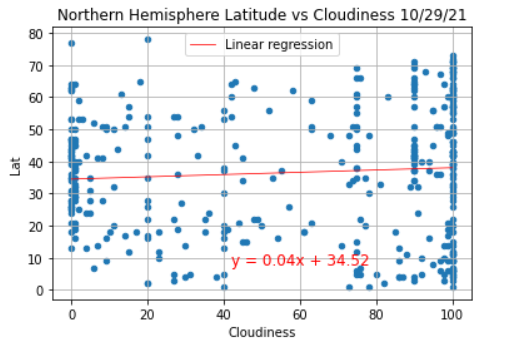 Northern Hemisphere Latitude vs Cloudiness 10/29/21
Linear regression
80
70
60
50
40
30
20
10
0
Lat
y = 0.04x + 34.52
0 20 40 60 80 100
Cloudiness